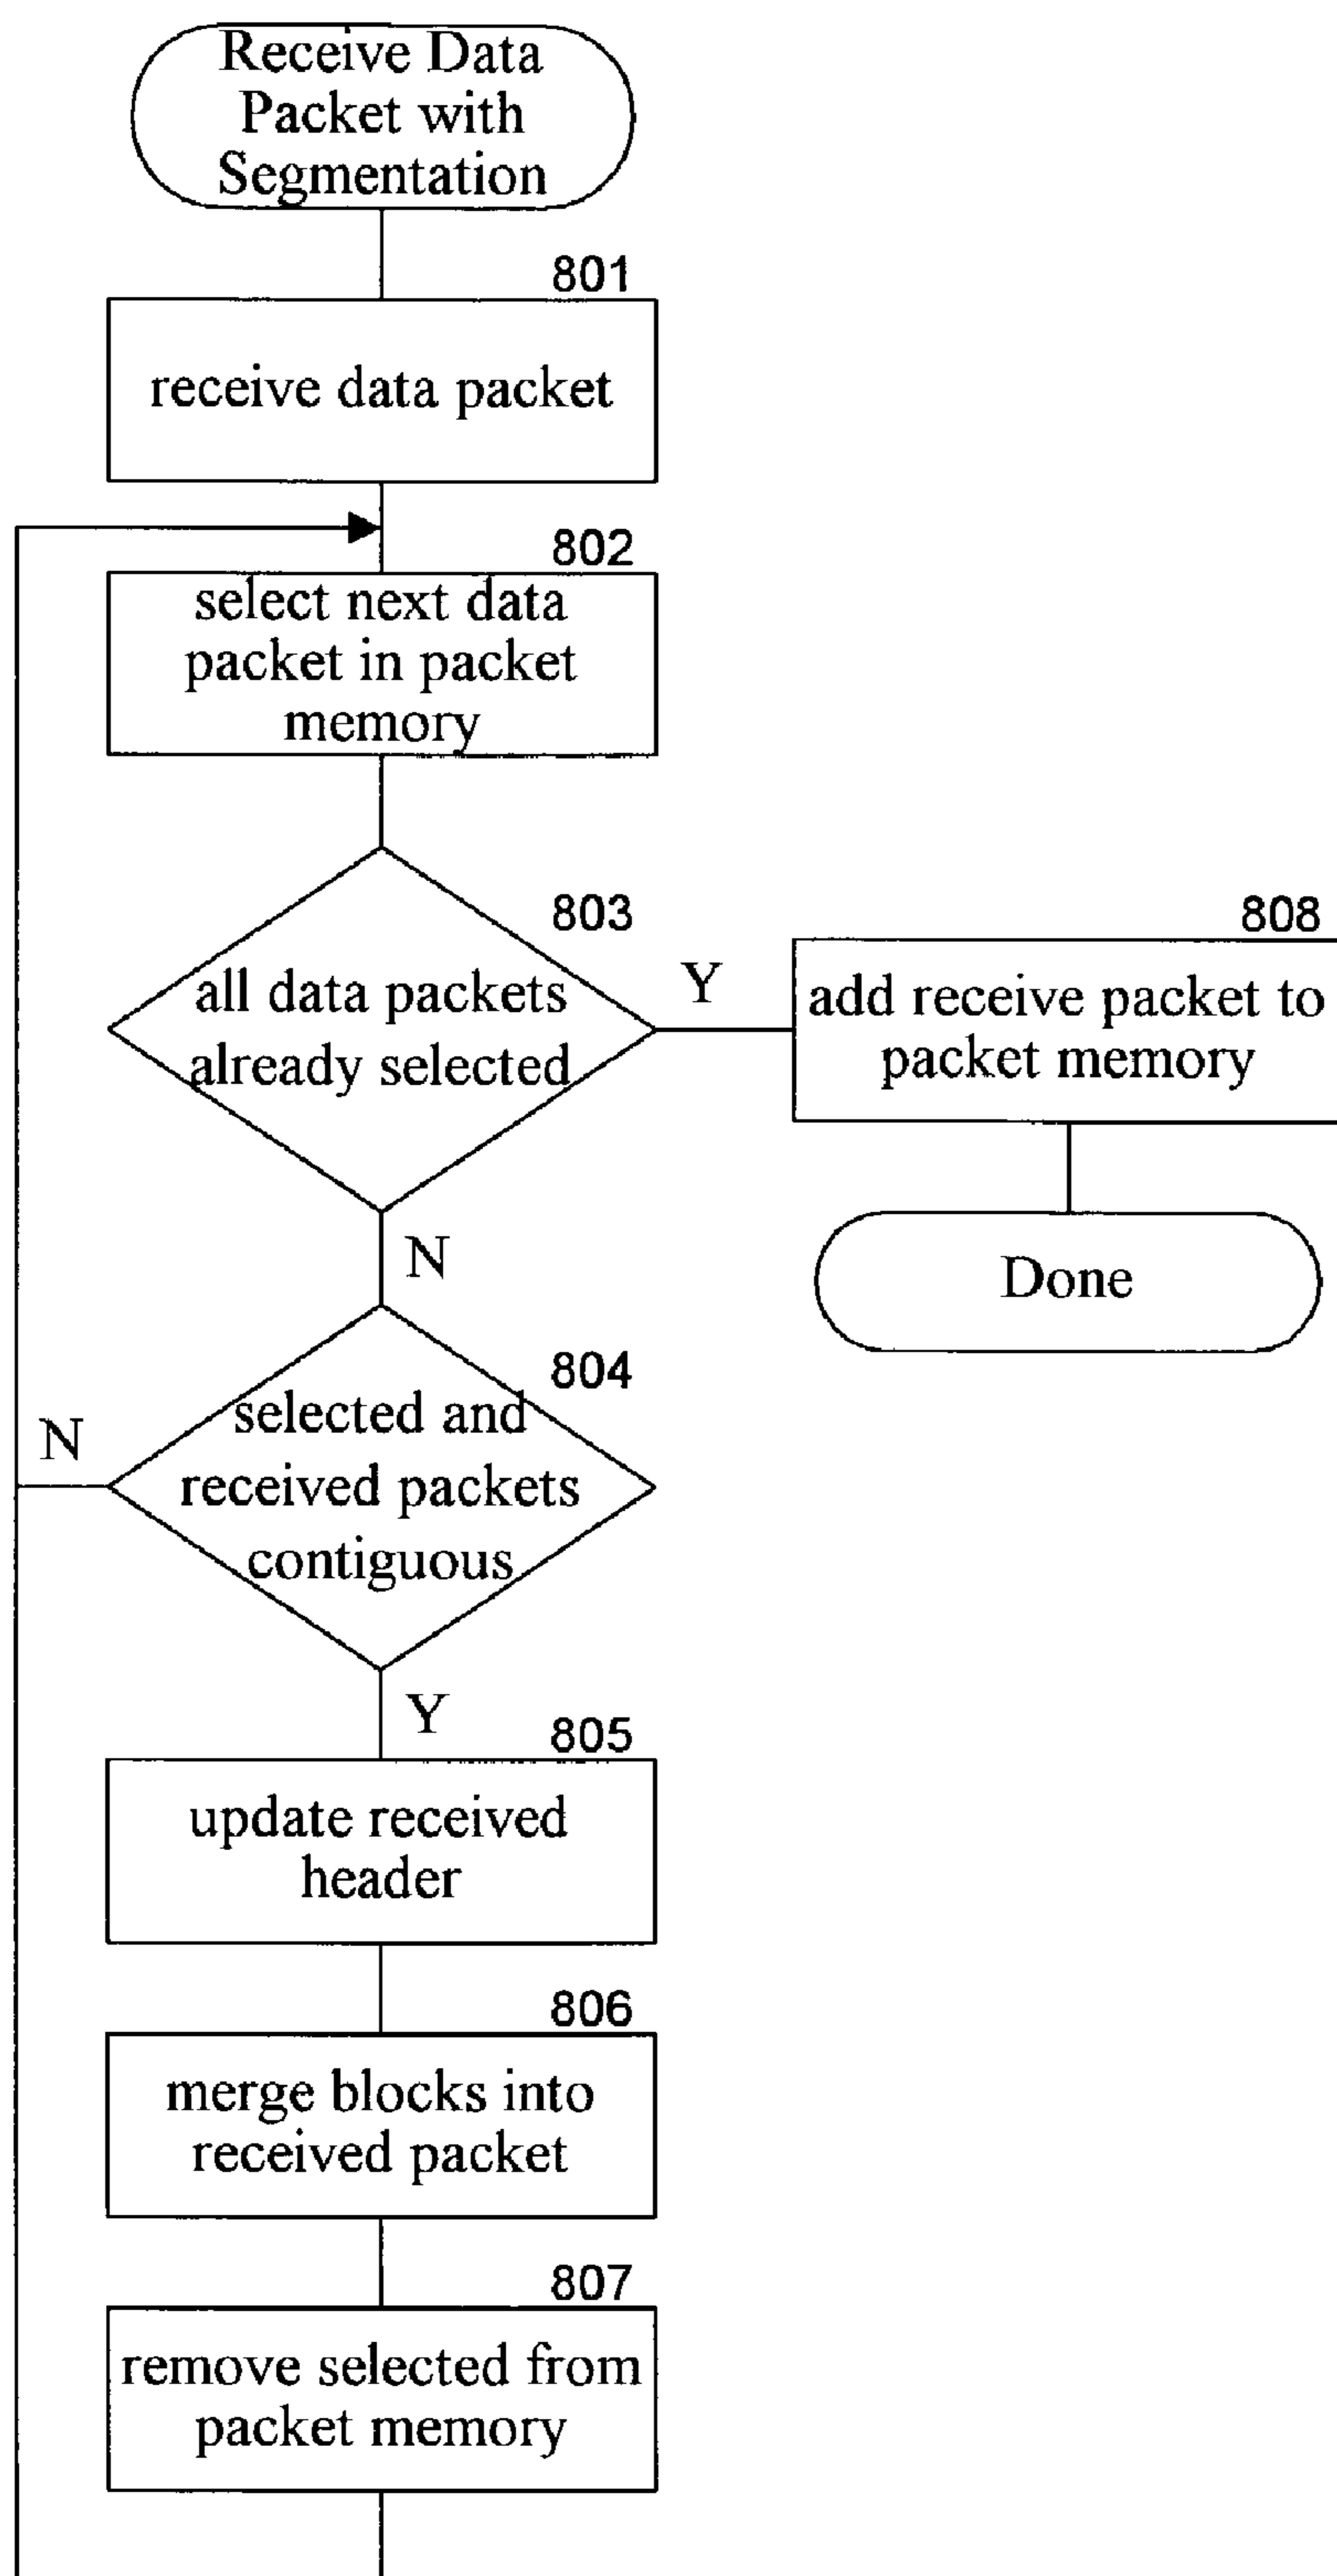 Receive Data
Packet with
Segmentation
801
receive data packet
802
select next data
packet in packet
memory
803
all data packets
already selected
Y
808
add receive packet to
packet memory
N
Done
804
selected and
received packets
contiguous
N
Y
805
update received
header
806
merge blocks into
received packet
807
remove selected from
packet memory